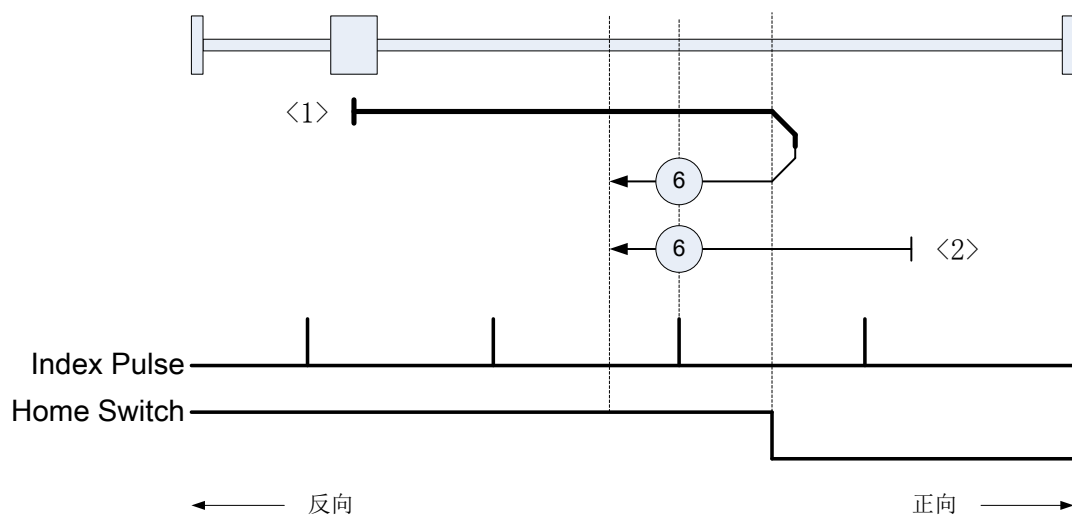 <1>
6
6
<2>
Index Pulse
Home Switch
反向
正向